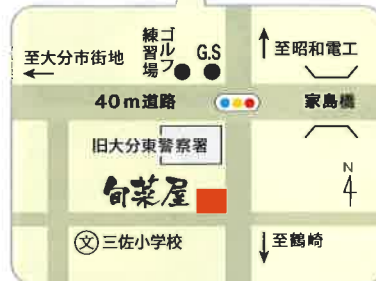 至大分市街地
ゴルフ
練習場
G.S
至昭和電工
40m道路
家島橋
旧大分東警察署
旬菜屋
N
文 三佐小学校
至鶴崎